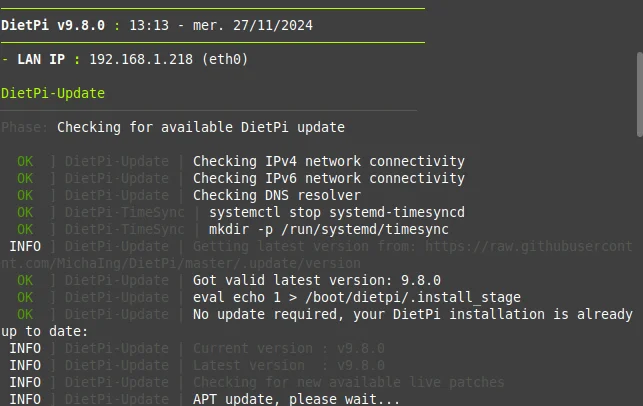 DietPi v9.8.0 : 13:13 - mer. 27/11/2024
- LAN IP : 192.168.1.218 (eth0)
DietPi-Update
Phase: Checking for available DietPi update
OK ] DietPi-Update | Checking IPv4 network connectivity
OK ] DietPi-Update | Checking IPv6 network connectivity
OK ] DietPi-Update | Checking DNS resolver
OK ] DietPi-TimeSync | systemctl stop systemd-timesyncd
OK ] DietPi-TimeSync | mkdir -p /run/systemd/timesync
INFO ] DietPi-Update | Getting latest version from: https://raw.githubusercont
nt.com/MichaIng/DietPi/master/.update/version
OK ] DietPi-Update | Got valid latest version: 9.8.0
OK ] DietPi-Update | eval echo 1 > /boot/dietpi/.install_stage
OK ] DietPi-Update | No update required, your DietPi installation is already
up to date:
INFO ] DietPi-Update | Current version : v9.8.0
INFO ] DietPi-Update | Latest version  : v9.8.0
INFO ] DietPi-Update | Checking for new available live patches
INFO ] DietPi-Update | APT update, please wait...